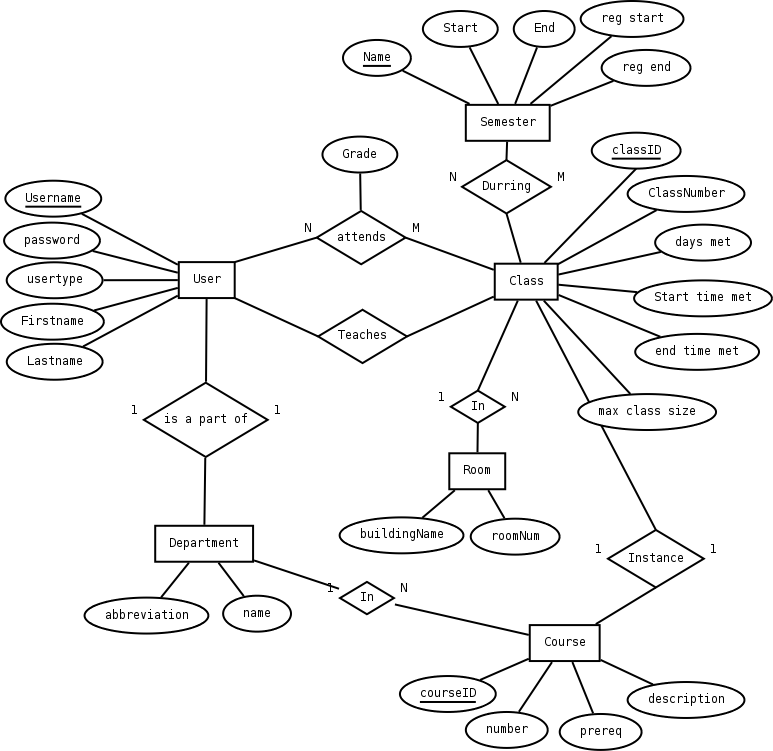 reg start
Start
End
Name
reg end
Semester
classID
Grade
N
Durring
M
ClassNumber
Username
N
attends
M
password
days met
usertype
User
Class
Start time met
Firstname
Teaches
end time met
Lastname
1
In
N
1
is a part of
1
max class size
Room
buildingName
roomNum
Department
1
Instance
1
1
In
N
abbreviation
name
Course
courseID
description
number
prereq